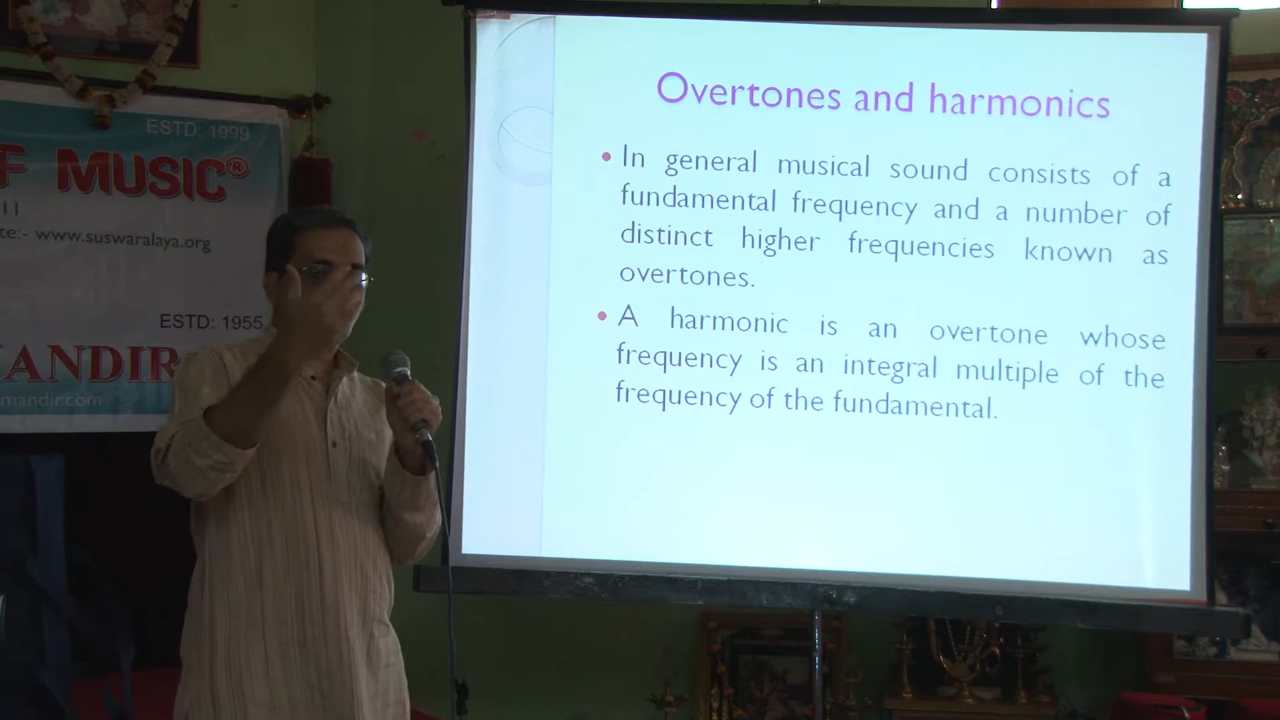 ESTD: 1999
F MUSIC®
11
te:- www.suswaralaya.org
ESTD: 1955
ANDIR
mandir.com
Overtones and harmonics
• In general musical sound consists of a
fundamental frequency and a number of
distinct higher frequencies known as
overtones.
• A harmonic is an overtone whose
frequency is an integral multiple of the
frequency of the fundamental.